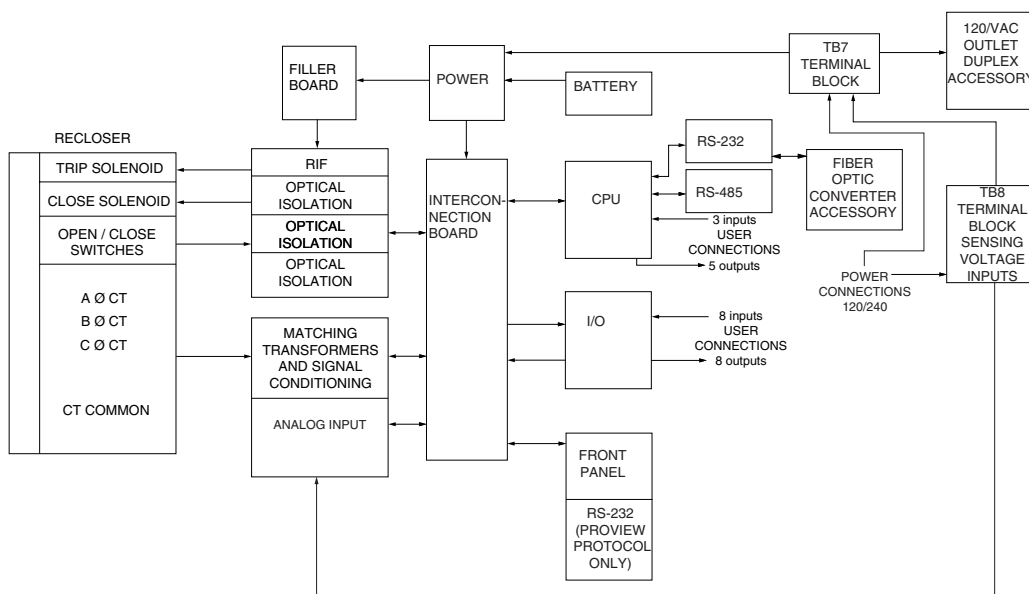 120/VAC
OUTLET
DUPLEX
ACCESSORY
TB7
TERMINAL
BLOCK
FILLER
BOARD
POWER
BATTERY
RECLOSER
TRIP SOLENOID
CLOSE SOLENOID
OPEN / CLOSE
SWITCHES
A Ø CT
B Ø CT
C Ø CT
CT COMMON
RIF
OPTICAL
ISOLATION
OPTICAL
ISOLATION
OPTICAL
ISOLATION
MATCHING
TRANSFORMERS
AND SIGNAL
CONDITIONING
ANALOG INPUT
INTERCON-
NECTION
BOARD
CPU
RS-232
RS-485
FIBER
OPTIC
CONVERTER
ACCESSORY
3 inputs
USER
CONNECTIONS
5 outputs
TB8
TERMINAL
BLOCK
SENSING
VOLTAGE
INPUTS
POWER
CONNECTIONS
120/240
I/O
8 inputs
USER
CONNECTIONS
8 outputs
FRONT
PANEL
RS-232
(PROVIEW
PROTOCOL
ONLY)